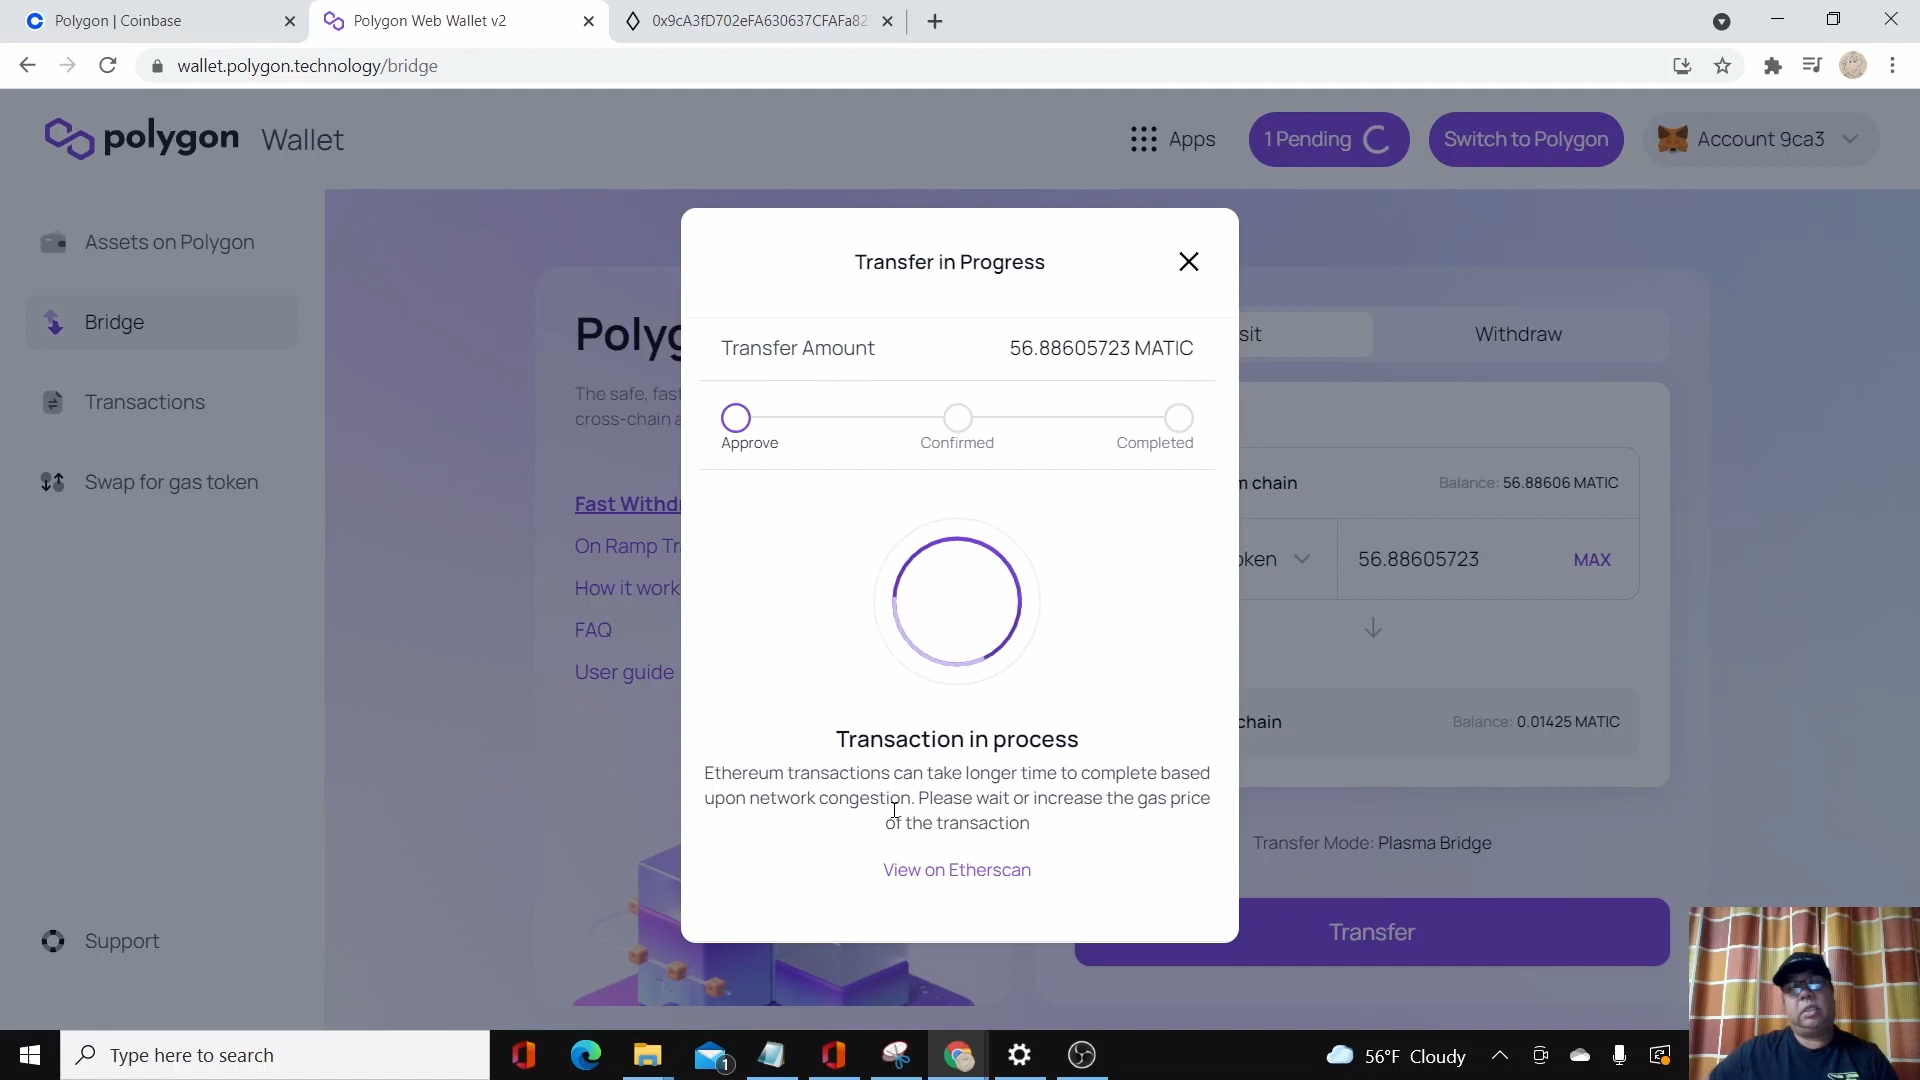 Polygon | Coinbase
Polygon Web Wallet v2
0x9cA3fD702eFA630637CFAFa82
wallet.polygon.technology/bridge
polygon Wallet
Apps
1 Pending
Switch to Polygon
Account 9ca3
Assets on Polygon
Bridge
Transactions
Swap for gas token
Support
Polyg
The safe, fas
cross-chain a
Fast Withd
On Ramp Tr
How it work
FAQ
User guide
Transfer in Progress
Transfer Amount
56.88605723 MATIC
Approve
Confirmed
Completed
Transaction in process
Ethereum transactions can take longer time to complete based
upon network congestion. Please wait or increase the gas price
of the transaction
View on Etherscan
sit
Withdraw
m chain
Balance: 56.88606 MATIC
oken
56.88605723
MAX
chain
Balance: 0.01425 MATIC
Transfer Mode: Plasma Bridge
Transfer
Type here to search
1
56°F Cloudy